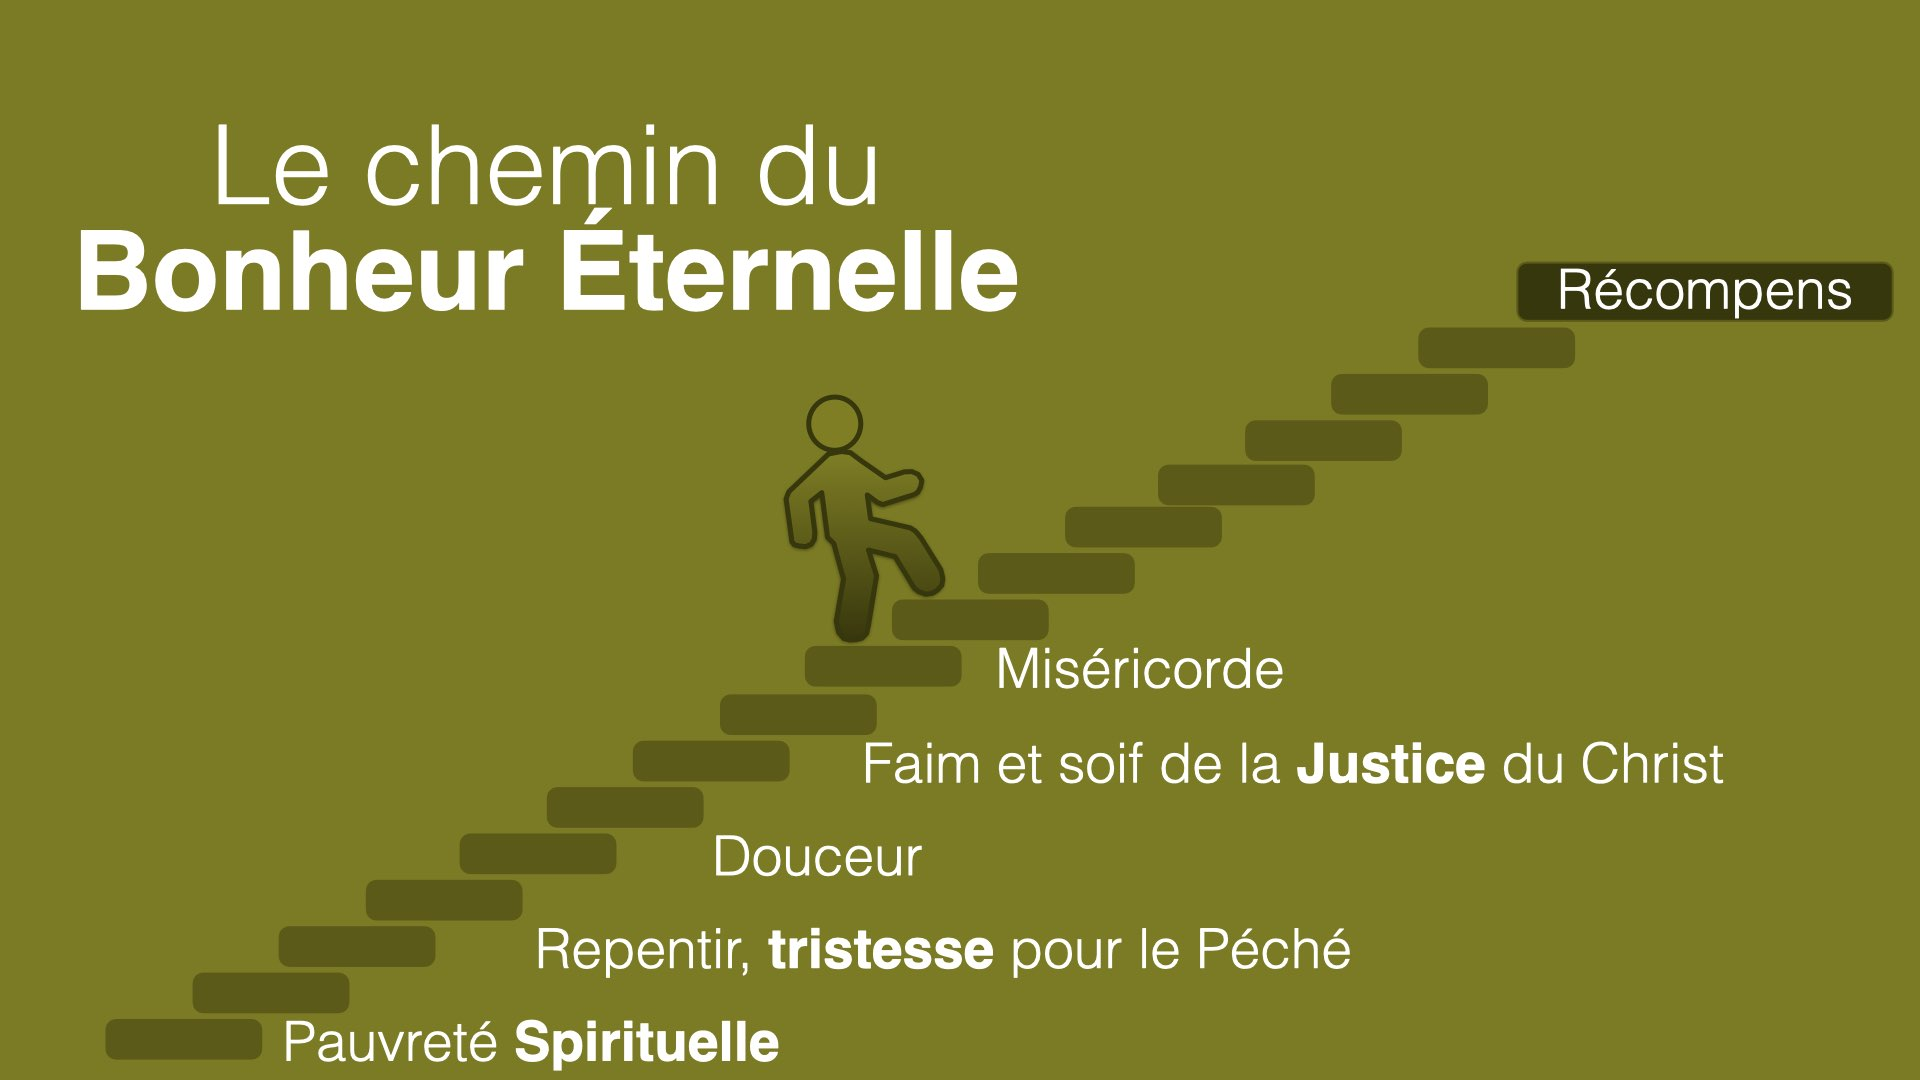 Le chemin du
Bonheur Éternelle
Récompens
Miséricorde
Faim et soif de la Justice du Christ
Douceur
Repentir, tristesse pour le Péché
Pauvreté Spirituelle